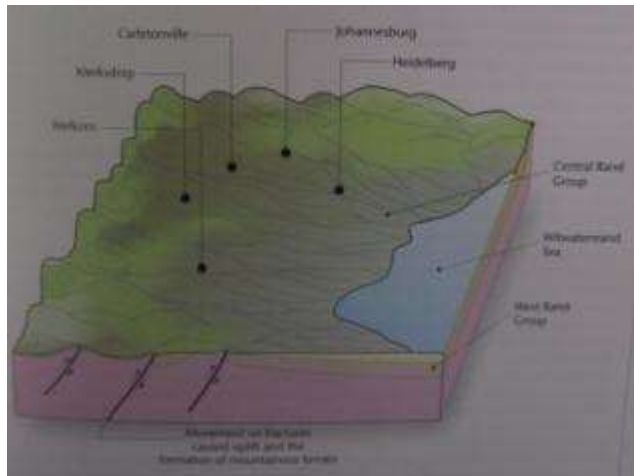 Carletonville
Johannesburg
Klerksdorp
Heidelberg
Welkom
Central Rand
Group
Witwatersrand
Sea
West Rand
Group
Movement on fractures
caused uplift and the
formation of mountainous terrain